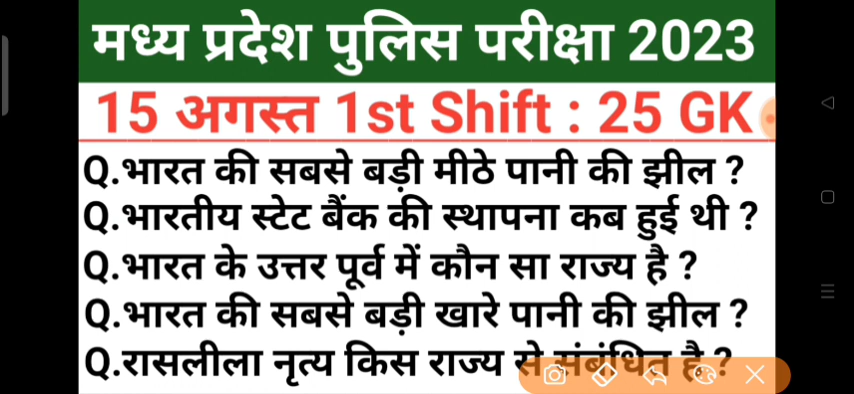 मध्य प्रदेश पुलिस परीक्षा 2023
15 अगस्त 1st Shift : 25 GK
Q.भारत की सबसे बड़ी मीठे पानी की झील ?
Q.भारतीय स्टेट बैंक की स्थापना कब हुई थी ?
Q.भारत के उत्तर पूर्व में कौन सा राज्य है ?
Q.भारत की सबसे बड़ी खारे पानी की झील ?
Q.रासलीला नृत्य किस राज्य से संबंधित है ?